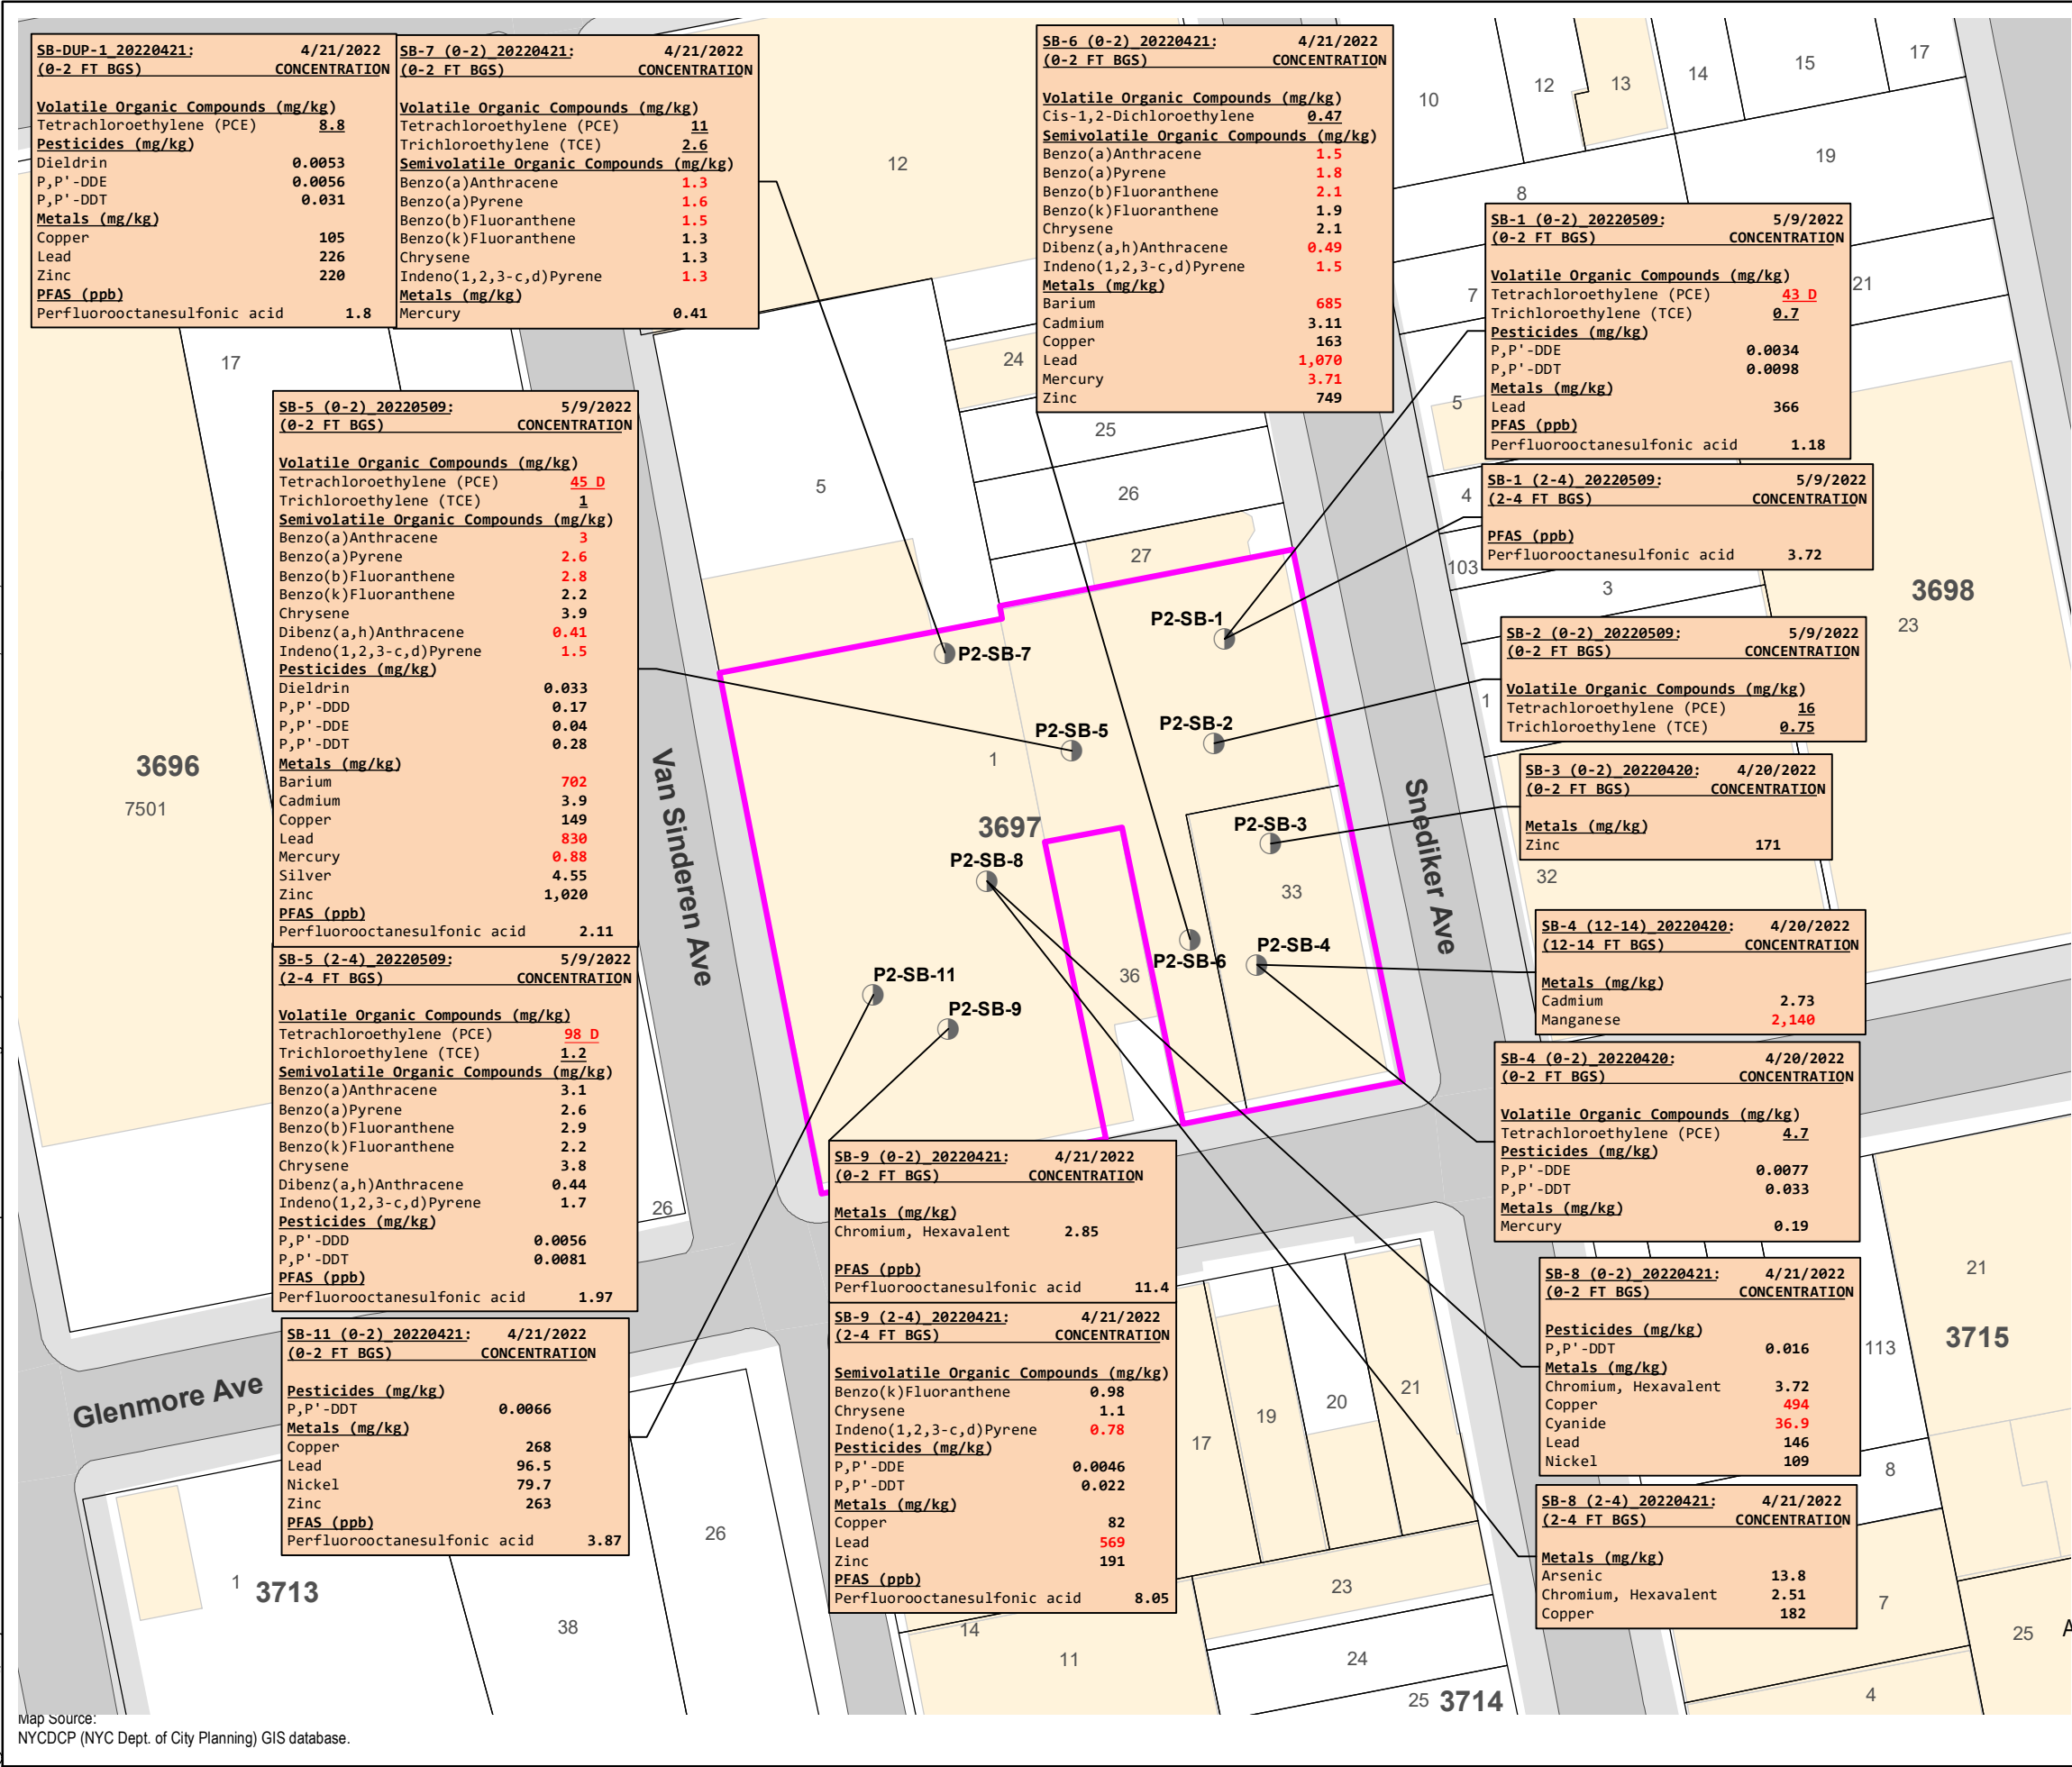 SB-DUP-1_20220421: 4/21/2022
(0-2 FT BGS) CONCENTRATION
Volatile Organic Compounds (mg/kg)
Tetrachloroethylene (PCE) 8.8
Pesticides (mg/kg)
Dieldrin 0.0053
P,P'-DDE 0.0056
P,P'-DDT 0.031
Metals (mg/kg)
Copper 105
Lead 226
Zinc 220
PFAS (ppb)
Perfluorooctanesulfonic acid 1.8
SB-7 (0-2)_20220421: 4/21/2022
(0-2 FT BGS) CONCENTRATION
Volatile Organic Compounds (mg/kg)
Tetrachloroethylene (PCE) 11
Trichloroethylene (TCE) 2.6
Semivolatile Organic Compounds (mg/kg)
Benzo(a)Anthracene 1.3
Benzo(a)Pyrene 1.6
Benzo(b)Fluoranthene 1.5
Benzo(k)Fluoranthene 1.3
Chrysene 1.3
Indeno(1,2,3-c,d)Pyrene 1.3
Metals (mg/kg)
Mercury 0.41
SB-6 (0-2)_20220421: 4/21/2022
(0-2 FT BGS) CONCENTRATION
Volatile Organic Compounds (mg/kg)
Cis-1,2-Dichloroethylene 0.47
Semivolatile Organic Compounds (mg/kg)
Benzo(a)Anthracene 1.5
Benzo(a)Pyrene 1.8
Benzo(b)Fluoranthene 2.1
Benzo(k)Fluoranthene 1.9
Chrysene 2.1
Dibenz(a,h)Anthracene 0.49
Indeno(1,2,3-c,d)Pyrene 1.5
Metals (mg/kg)
Barium 685
Cadmium 3.11
Copper 163
Lead 1,070
Mercury 3.71
Zinc 749
SB-1 (0-2)_20220509: 5/9/2022
(0-2 FT BGS) CONCENTRATION
Volatile Organic Compounds (mg/kg)
Tetrachloroethylene (PCE) 43 D
Trichloroethylene (TCE) 0.7
Pesticides (mg/kg)
P,P'-DDE 0.0034
P,P'-DDT 0.0098
Metals (mg/kg)
Lead 366
PFAS (ppb)
Perfluorooctanesulfonic acid 1.18
SB-1 (2-4)_20220509: 5/9/2022
(2-4 FT BGS) CONCENTRATION
PFAS (ppb)
Perfluorooctanesulfonic acid 3.72
SB-2 (0-2)_20220509: 5/9/2022
(0-2 FT BGS) CONCENTRATION
Volatile Organic Compounds (mg/kg)
Tetrachloroethylene (PCE) 16
Trichloroethylene (TCE) 0.75
SB-3 (0-2)_20220420: 4/20/2022
(0-2 FT BGS) CONCENTRATION
Metals (mg/kg)
Zinc 171
SB-4 (12-14)_20220420: 4/20/2022
(12-14 FT BGS) CONCENTRATION
Metals (mg/kg)
Cadmium 2.73
Manganese 2,140
SB-4 (0-2)_20220420: 4/20/2022
(0-2 FT BGS) CONCENTRATION
Volatile Organic Compounds (mg/kg)
Tetrachloroethylene (PCE) 4.7
Pesticides (mg/kg)
P,P'-DDE 0.0077
P,P'-DDT 0.033
Metals (mg/kg)
Mercury 0.19
SB-8 (0-2)_20220421: 4/21/2022
(0-2 FT BGS) CONCENTRATION
Pesticides (mg/kg)
P,P'-DDT 0.016
Metals (mg/kg)
Chromium, Hexavalent 3.72
Copper 494
Cyanide 36.9
Lead 146
Nickel 109
SB-8 (2-4)_20220421: 4/21/2022
(2-4 FT BGS) CONCENTRATION
Metals (mg/kg)
Arsenic 13.8
Chromium, Hexavalent 2.51
Copper 182
SB-5 (0-2)_20220509: 5/9/2022
(0-2 FT BGS) CONCENTRATION
Volatile Organic Compounds (mg/kg)
Tetrachloroethylene (PCE) 45 D
Trichloroethylene (TCE) 1
Semivolatile Organic Compounds (mg/kg)
Benzo(a)Anthracene 3
Benzo(a)Pyrene 2.6
Benzo(b)Fluoranthene 2.8
Benzo(k)Fluoranthene 2.2
Chrysene 3.9
Dibenz(a,h)Anthracene 0.41
Indeno(1,2,3-c,d)Pyrene 1.5
Pesticides (mg/kg)
Dieldrin 0.033
P,P'-DDD 0.17
P,P'-DDE 0.04
P,P'-DDT 0.28
Metals (mg/kg)
Barium 702
Cadmium 3.9
Copper 149
Lead 830
Mercury 0.88
Silver 4.55
Zinc 1,020
PFAS (ppb)
Perfluorooctanesulfonic acid 2.11
SB-5 (2-4)_20220509: 5/9/2022
(2-4 FT BGS) CONCENTRATION
Volatile Organic Compounds (mg/kg)
Tetrachloroethylene (PCE) 98 D
Trichloroethylene (TCE) 1.2
Semivolatile Organic Compounds (mg/kg)
Benzo(a)Anthracene 3.1
Benzo(a)Pyrene 2.6
Benzo(b)Fluoranthene 2.9
Benzo(k)Fluoranthene 2.2
Chrysene 3.8
Dibenz(a,h)Anthracene 0.44
Indeno(1,2,3-c,d)Pyrene 1.7
Pesticides (mg/kg)
P,P'-DDD 0.0056
P,P'-DDT 0.0081
PFAS (ppb)
Perfluorooctanesulfonic acid 1.97
SB-11 (0-2)_20220421: 4/21/2022
(0-2 FT BGS) CONCENTRATION
Pesticides (mg/kg)
P,P'-DDT 0.0066
Metals (mg/kg)
Copper 268
Lead 96.5
Nickel 79.7
Zinc 263
PFAS (ppb)
Perfluorooctanesulfonic acid 3.87
SB-9 (0-2)_20220421: 4/21/2022
(0-2 FT BGS) CONCENTRATION
Metals (mg/kg)
Chromium, Hexavalent 2.85
PFAS (ppb)
Perfluorooctanesulfonic acid 11.4
SB-9 (2-4)_20220421: 4/21/2022
(2-4 FT BGS) CONCENTRATION
Semivolatile Organic Compounds (mg/kg)
Benzo(k)Fluoranthene 0.98
Chrysene 1.1
Indeno(1,2,3-c,d)Pyrene 0.78
Pesticides (mg/kg)
P,P'-DDE 0.0046
P,P'-DDT 0.022
Metals (mg/kg)
Copper 82
Lead 569
Zinc 191
PFAS (ppb)
Perfluorooctanesulfonic acid 8.05
17
15
14
13
12
10
12
19
8
21
7
17
24
5
25
5
26
4
27
103
3
3698
23
P2-SB-1
P2-SB-7
1
P2-SB-2
P2-SB-5
1
3696
7501
Van Sinderen Ave
3697
P2-SB-3
Snediker Ave
P2-SB-8
32
33
P2-SB-4
P2-SB-6
36
P2-SB-11
P2-SB-9
26
21
3715
113
Glenmore Ave
21
20
19
17
8
26
1
3713
38
23
7
14
11
24
25
A
25
3714
4
Map Source:
NYCDCP (NYC Dept. of City Planning) GIS database.